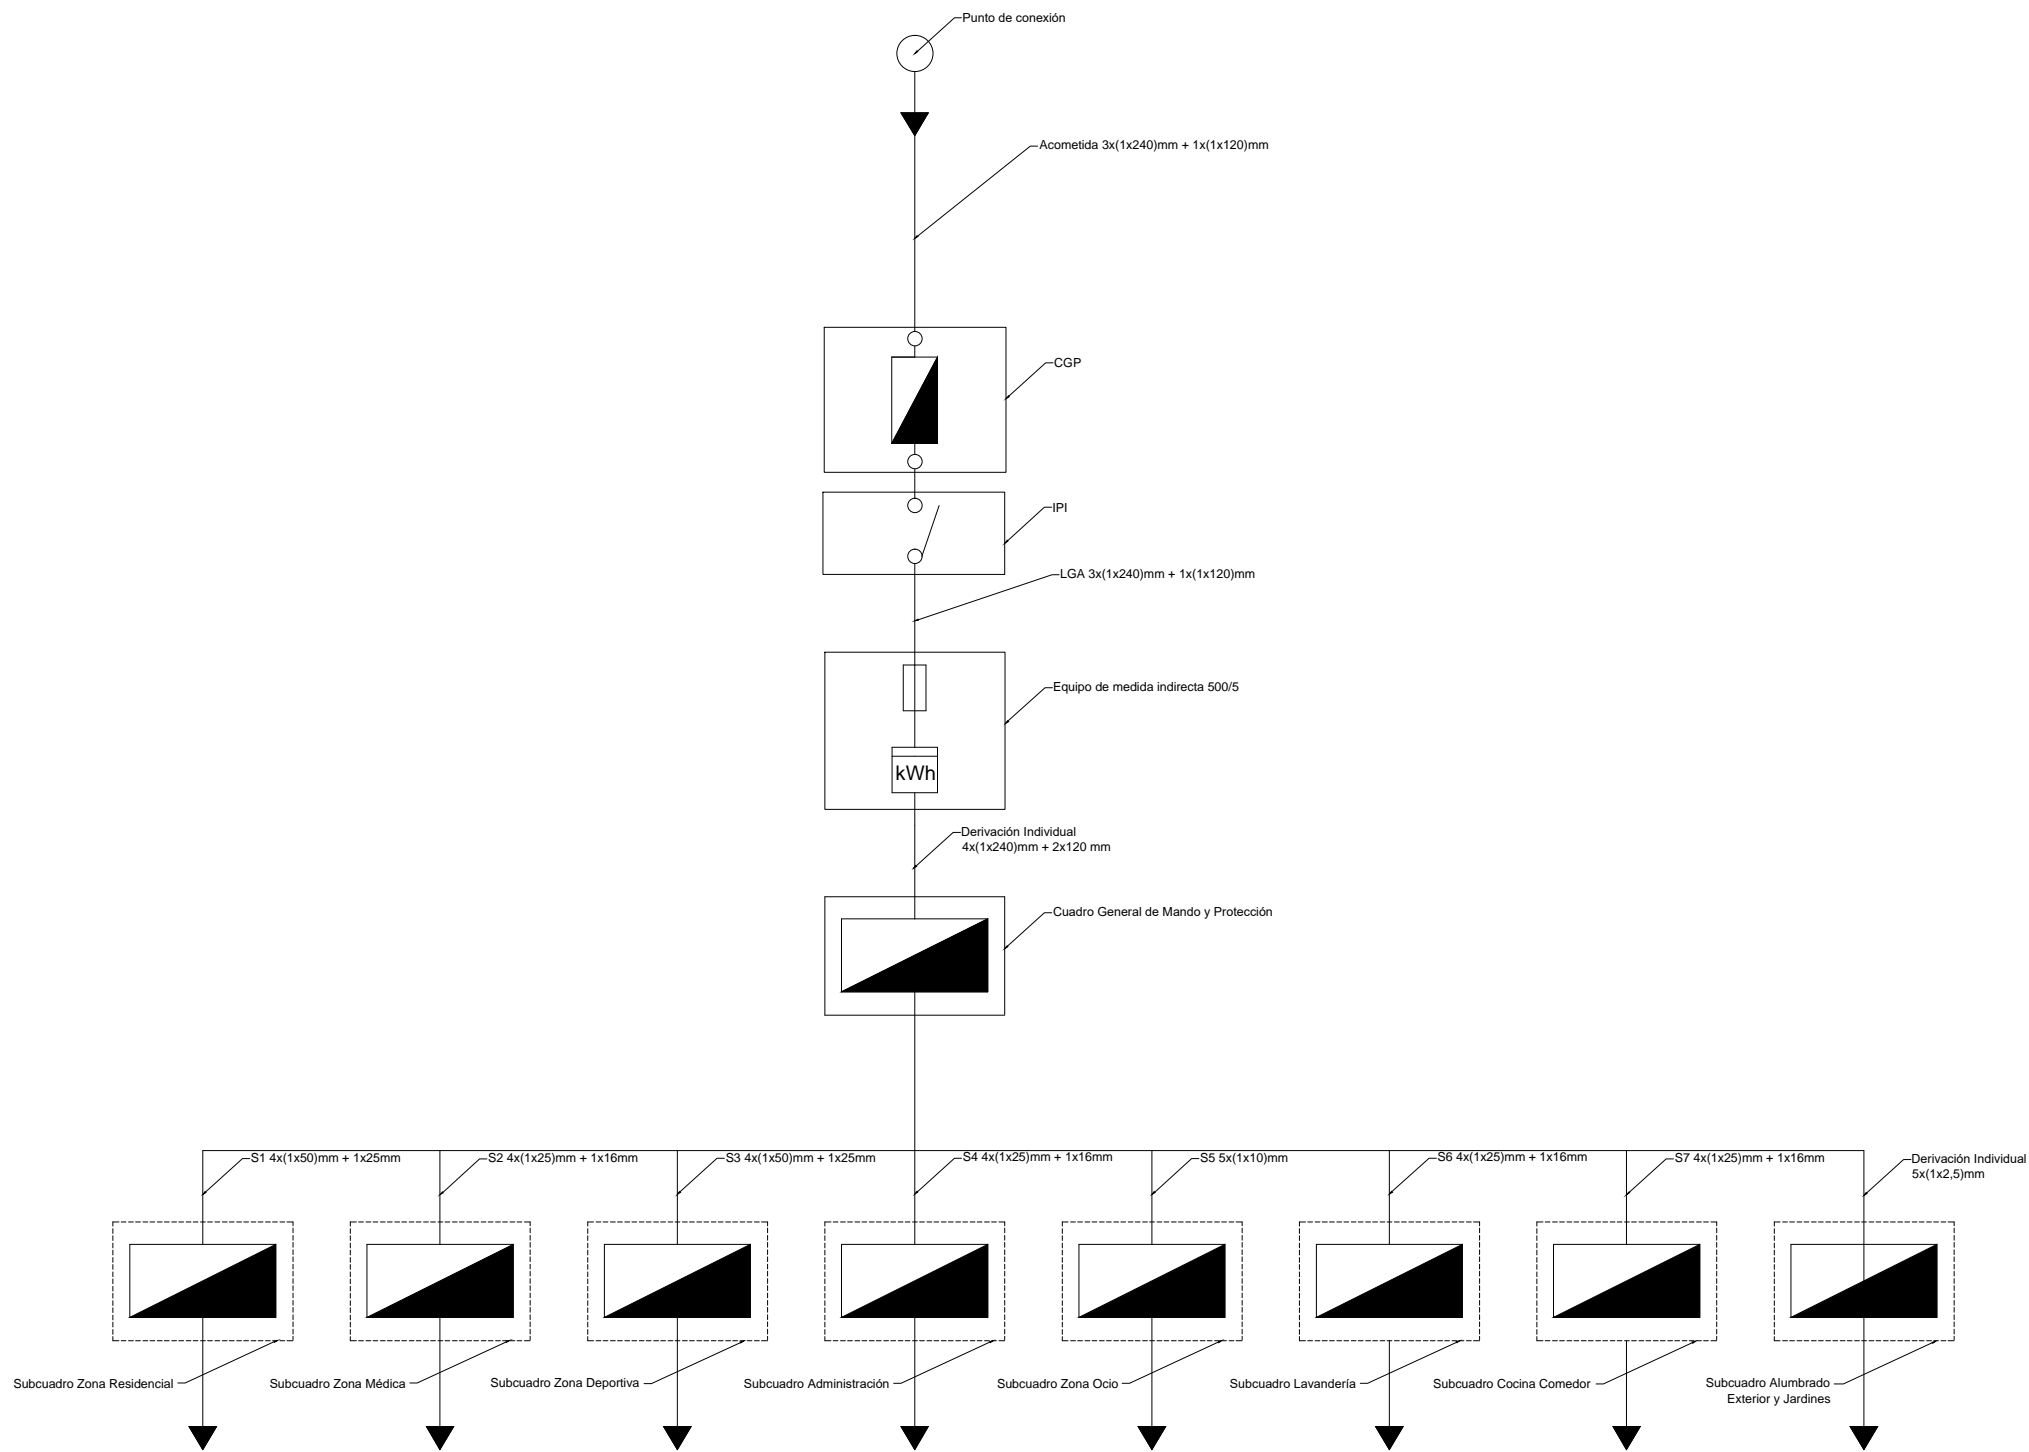 Punto de conexión
Acometida 3x(1x240)mm + 1x(1x120)mm
CGP
IPI
LGA 3x(1x240)mm + 1x(1x120)mm
Equipo de medida indirecta 500/5
kWh
Derivación Individual
4x(1x240)mm + 2x120 mm
Cuadro General de Mando y Protección
S1 4x(1x50)mm + 1x25mm
S2 4x(1x25)mm + 1x16mm
S3 4x(1x50)mm + 1x25mm
S4 4x(1x25)mm + 1x16mm
S5 5x(1x10)mm
S6 4x(1x25)mm + 1x16mm
S7 4x(1x25)mm + 1x16mm
Derivación Individual
5x(1x2,5)mm
Subcuadro Zona Residencial
Subcuadro Zona Médica
Subcuadro Zona Deportiva
Subcuadro Administración
Subcuadro Zona Ocio
Subcuadro Lavandería
Subcuadro Cocina Comedor
Subcuadro Alumbrado
Exterior y Jardines